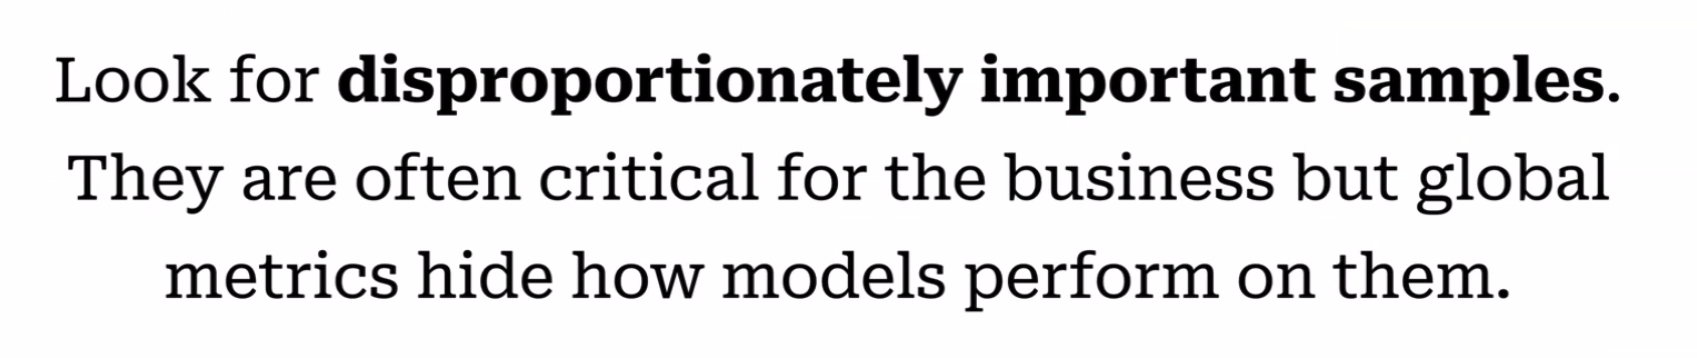 Look for disproportionately important samples.
They are often critical for the business but global
metrics hide how models perform on them.